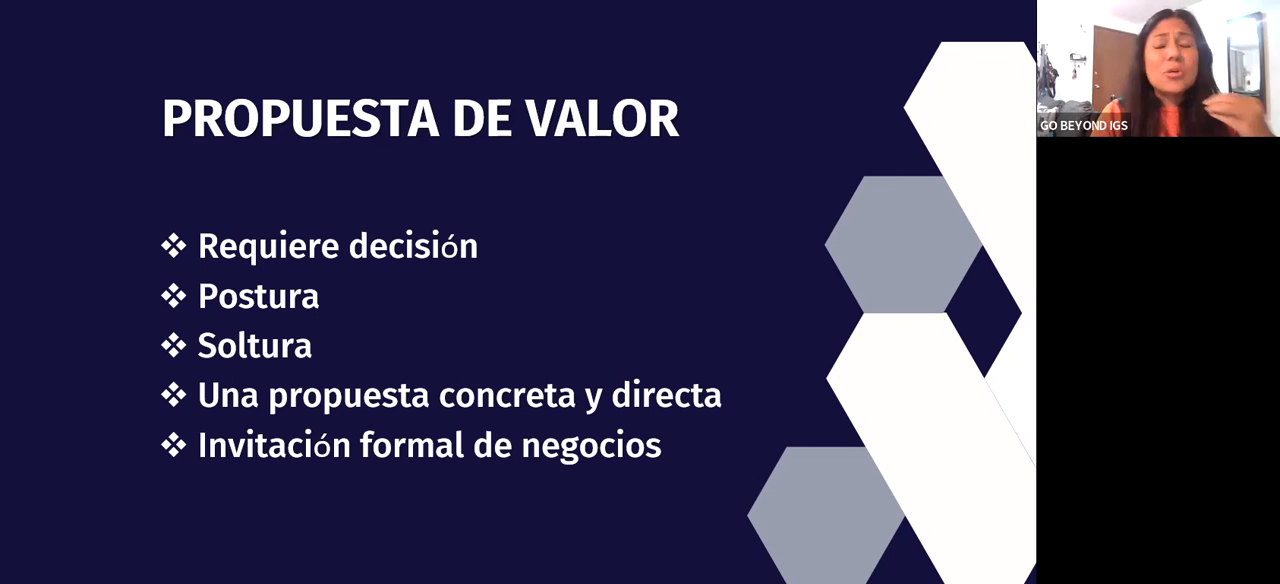 PROPUESTA DE VALOR
❖ Requiere decisión
❖ Postura
❖ Soltura
❖ Una propuesta concreta y directa
❖ Invitación formal de negocios
GO BEYOND IGS